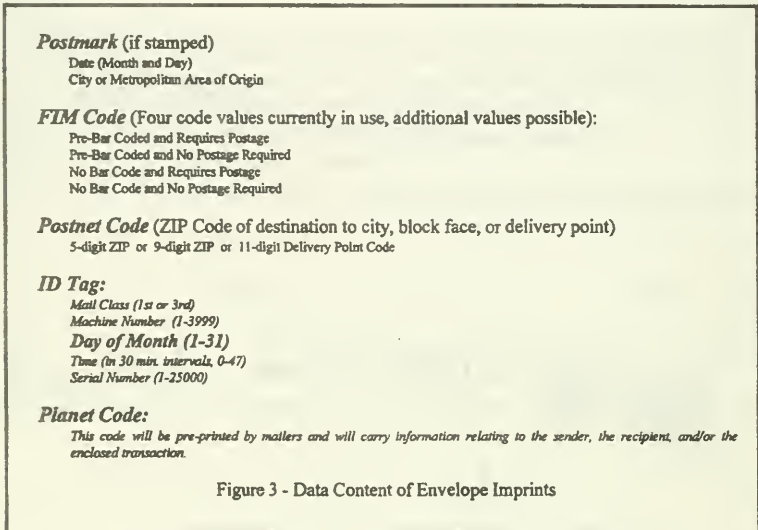 Postmark (if stamped)
Date (Month and Day)
City or Metropolitan Area of Origin
FIM Code (Four code values currently in use, additional values possible):
Pre-Bar Coded and Requires Postage
Pre-Bar Coded and No Postage Required
No Bar Code and Requires Postage
No Bar Code and No Postage Required
Postnet Code (ZIP Code of destination to city, block face, or delivery point)
5-digit ZIP or 9-digit ZIP or 11-digit Delivery Point Code
ID Tag:
Mail Class (1st or 3rd)
Machine Number (1-3999)
Day of Month (1-31)
Time (in 30 min. intervals, 0-47)
Serial Number (1-25000)
Planet Code:
This code will be pre-printed by mailers and will carry information relating to the sender, the recipient, and/or the
enclosed transaction.
Figure 3 - Data Content of Envelope Imprints